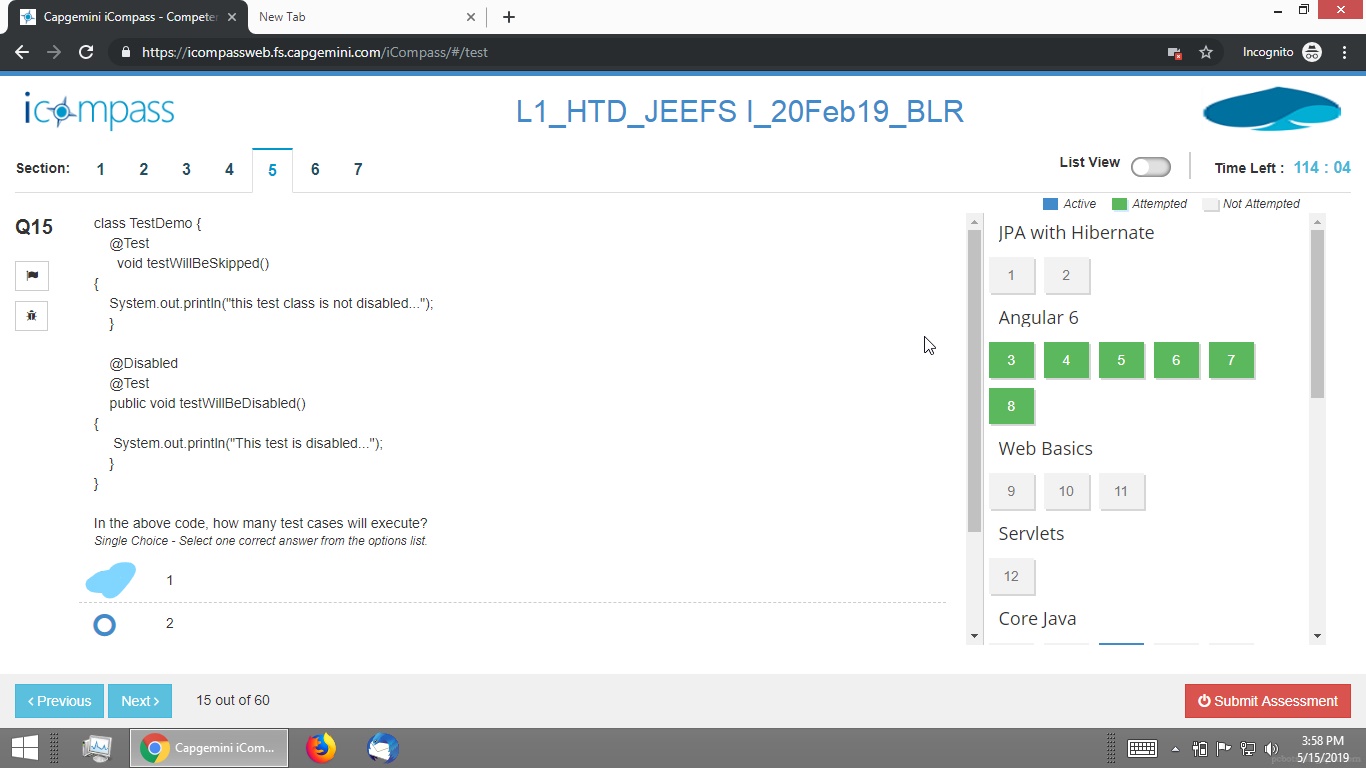 Capgemini iCompass - Competer
New Tab
https://icompassweb.fs.capgemini.com/iCompass/#/test
Incognito
icompass
L1_HTD_JEEFS I_20Feb19_BLR
Section: 1 2 3 4 5 6 7
List View
Time Left : 114 : 04
Active Attempted Not Attempted
Q15
class TestDemo {
@Test
void testWillBeSkipped()
{
System.out.println("this test class is not disabled...");
}
@Disabled
@Test
public void testWillBeDisabled()
{
System.out.println("This test is disabled...");
}
}
In the above code, how many test cases will execute?
Single Choice - Select one correct answer from the options list.
1
2
JPA with Hibernate
1 2
Angular 6
3 4 5 6 7
8
Web Basics
9 10 11
Servlets
12
Core Java
< Previous
Next >
15 out of 60
Submit Assessment
Capgemini iCom...
3:58 PM
5/15/2019